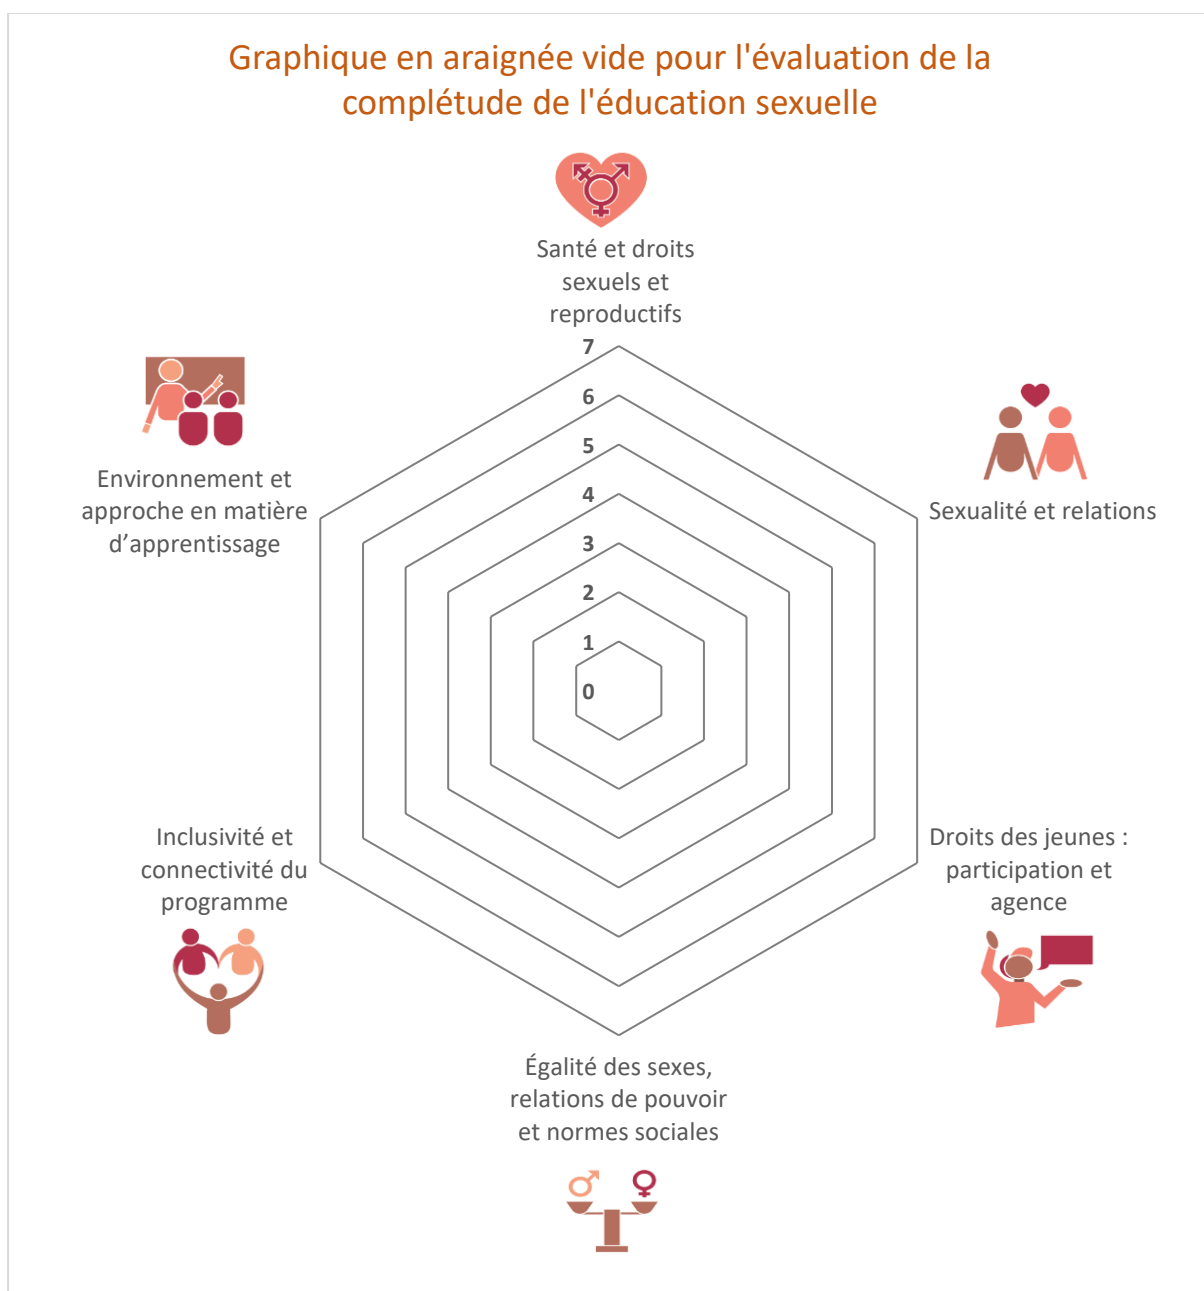 Graphique en araignée vide pour l'évaluation de la
complétude de l'éducation sexuelle
Santé et droits
sexuels et
reproductifs
Environnement et
approche en matière
d’apprentissage
Sexualité et relations
7
6
5
4
3
2
1
0
Inclusivité et
connectivité du
programme
Droits des jeunes :
participation et
agence
Égalité des sexes,
relations de pouvoir
et normes sociales